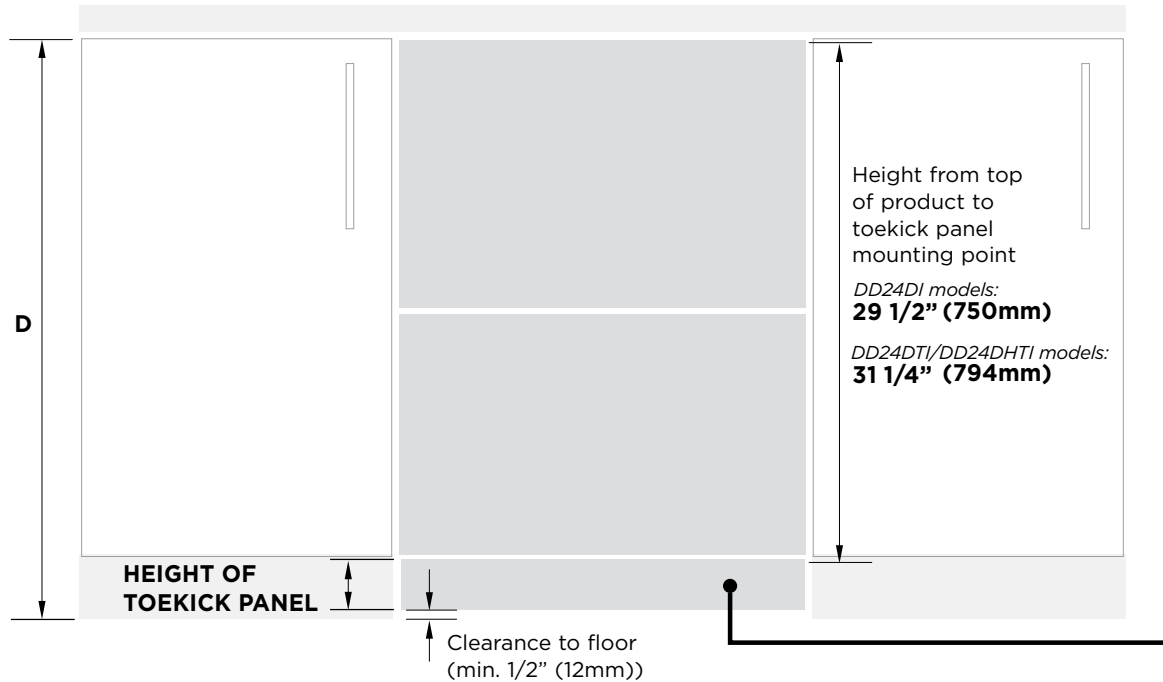 D
Height from top
of product to
toekick panel
mounting point
DD24DI models:
29 1/2” (750mm)
DD24DTI/DD24DHTI models:
31 1/4” (794mm)
HEIGHT OF
TOEKICK PANEL
Clearance to floor
(min. 1/2” (12mm))